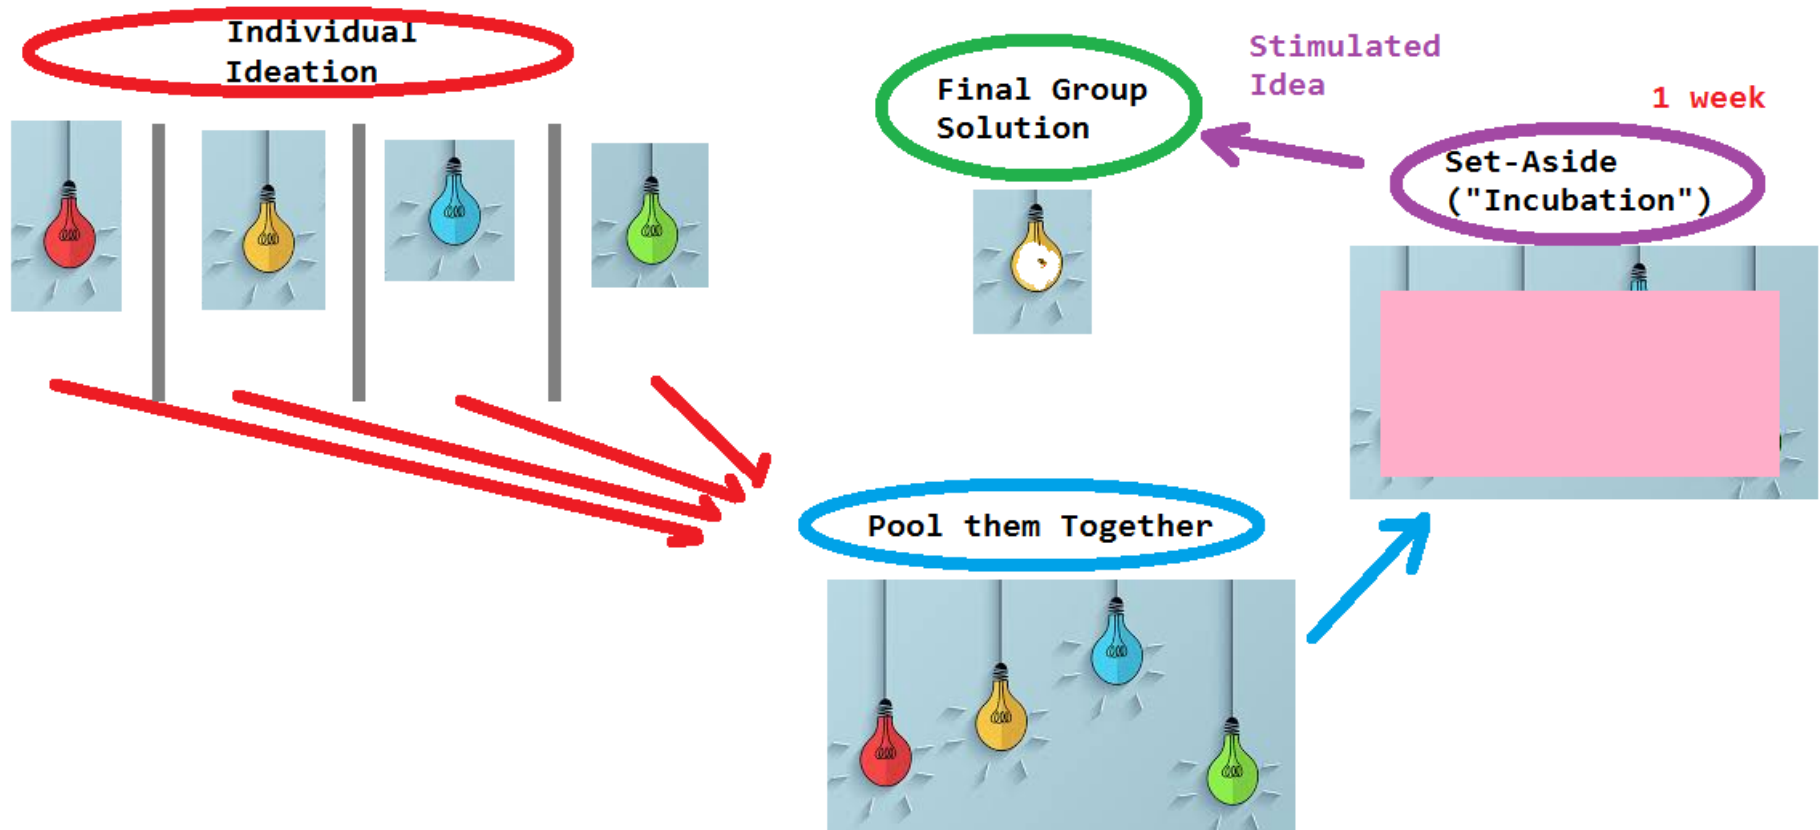 Individual
Ideation
Final Group
Solution
Stimulated
Idea
1 week
Set-Aside
("Incubation")
Pool them Together